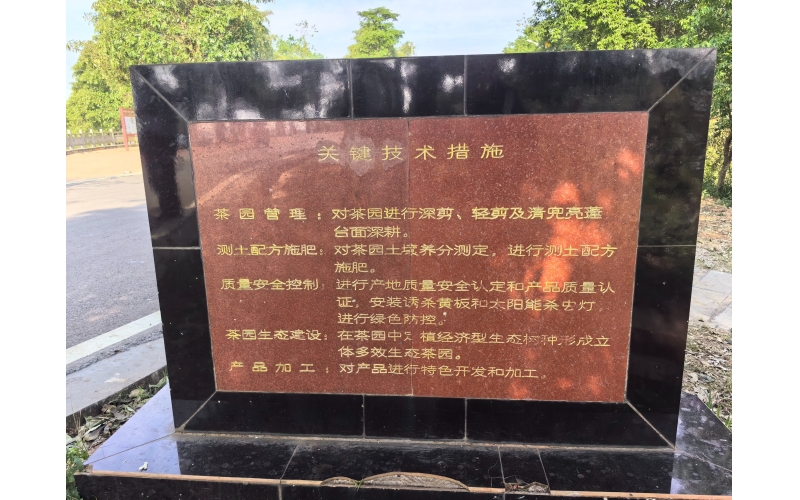 关键技术措施
茶园管理：对茶园进行深剪、轻剪及清兜亮蓬
台面深耕。
测土配方施肥：对茶园土壤养分测定，进行测土配方
施肥。
质量安全控制：进行产地质量安全认定和产品质量认
证，安装诱杀黄板和太阳能杀虫灯，
进行绿色防控。
茶园生态建设：在茶园中定植经济型生态树种形成立
体多效生态茶园。
产品加工：对产品进行特色开发和加工。